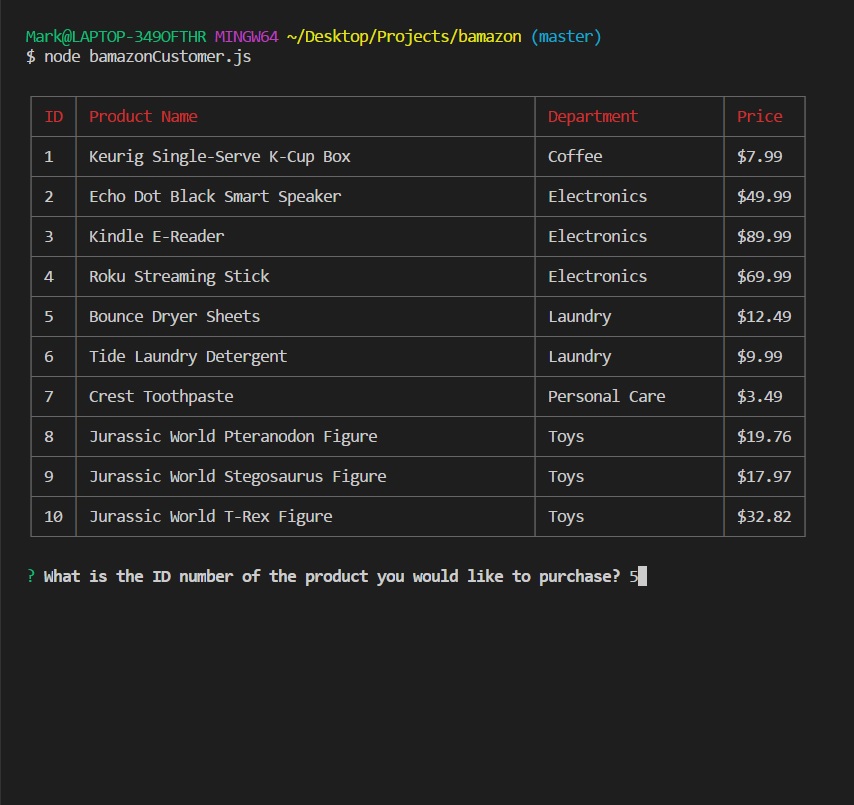 Mark@LAPTOP-349OFTHR MINGW64 ~/Desktop/Projects/bamazon (master)
$ node bamazonCustomer.js
ID Product Name Department Price
1 Keurig Single-Serve K-Cup Box Coffee $7.99
2 Echo Dot Black Smart Speaker Electronics $49.99
3 Kindle E-Reader Electronics $89.99
4 Roku Streaming Stick Electronics $69.99
5 Bounce Dryer Sheets Laundry $12.49
6 Tide Laundry Detergent Laundry $9.99
7 Crest Toothpaste Personal Care $3.49
8 Jurassic World Pteranodon Figure Toys $19.76
9 Jurassic World Stegosaurus Figure Toys $17.97
10 Jurassic World T-Rex Figure Toys $32.82
? What is the ID number of the product you would like to purchase? 5